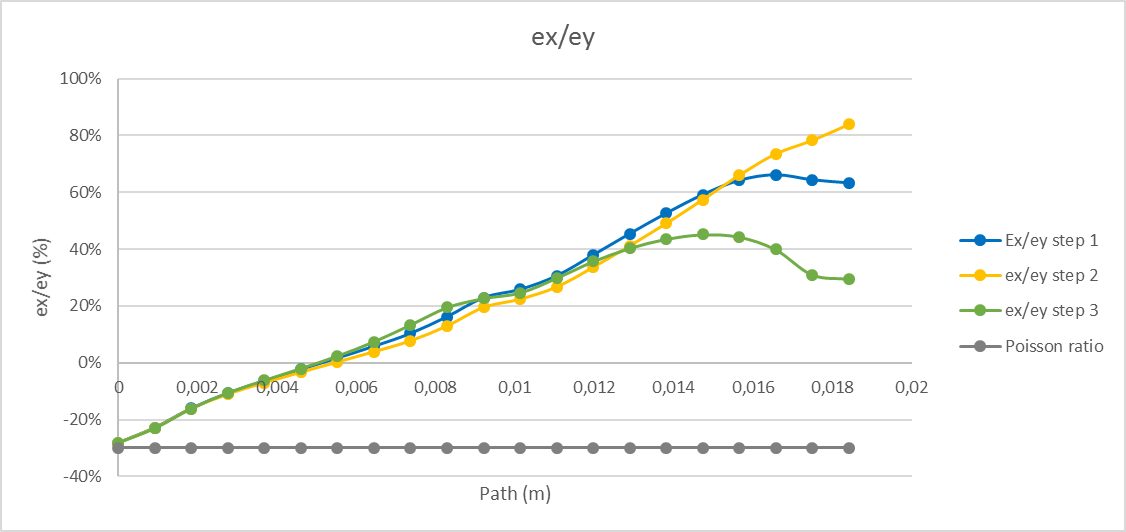 ex/ey
100%
80%
60%
40%
20%
0%
-20%
-40%
ex/ey (%)
0 0,002 0,004 0,006 0,008 0,01 0,012 0,014 0,016 0,018 0,02
Path (m)
Ex/ey step 1
ex/ey step 2
ex/ey step 3
Poisson ratio